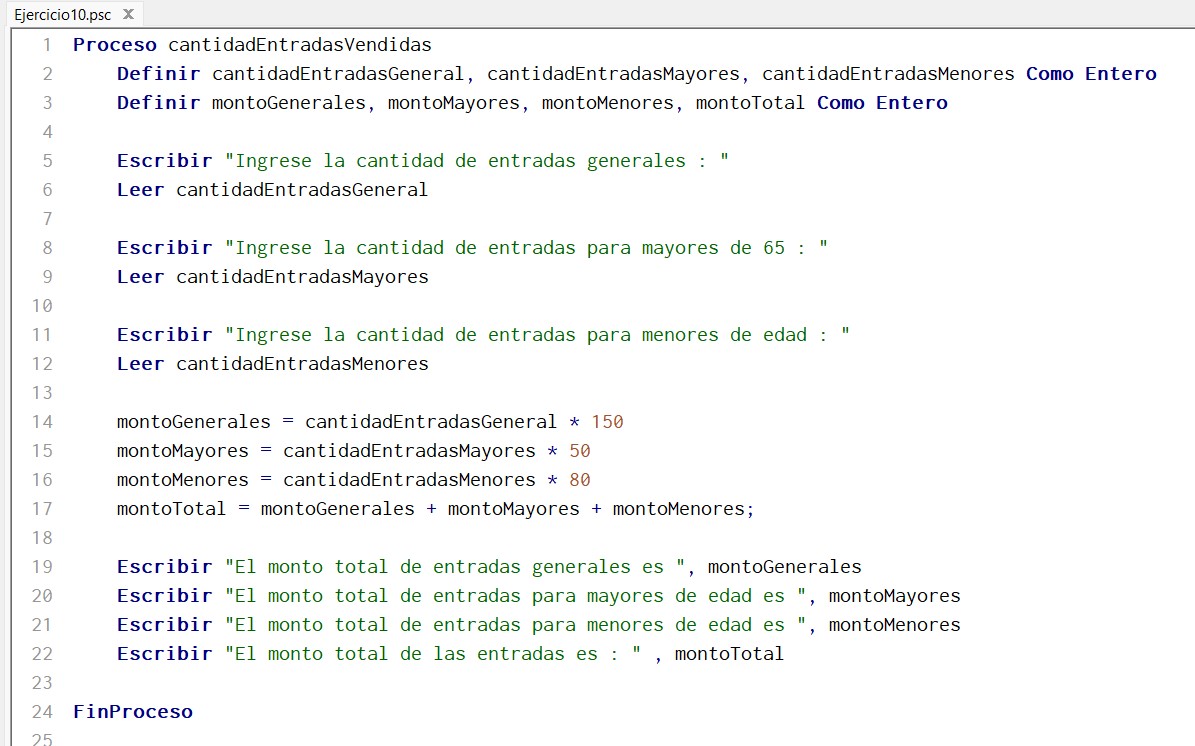 Ejercicio10.psc X
1 Proceso cantidadEntradasVendidas
2 Definir cantidadEntradasGeneral, cantidadEntradasMayores, cantidadEntradasMenores Como Entero
3 Definir montoGenerales, montoMayores, montoMenores, montoTotal Como Entero
4
5 Escribir "Ingrese la cantidad de entradas generales : "
6 Leer cantidadEntradasGeneral
7
8 Escribir "Ingrese la cantidad de entradas para mayores de 65 : "
9 Leer cantidadEntradasMayores
10
11 Escribir "Ingrese la cantidad de entradas para menores de edad : "
12 Leer cantidadEntradasMenores
13
14 montoGenerales = cantidadEntradasGeneral * 150
15 montoMayores = cantidadEntradasMayores * 50
16 montoMenores = cantidadEntradasMenores * 80
17 montoTotal = montoGenerales + montoMayores + montoMenores;
18
19 Escribir "El monto total de entradas generales es ", montoGenerales
20 Escribir "El monto total de entradas para mayores de edad es ", montoMayores
21 Escribir "El monto total de entradas para menores de edad es ", montoMenores
22 Escribir "El monto total de las entradas es : " , montoTotal
23
24 FinProceso
25